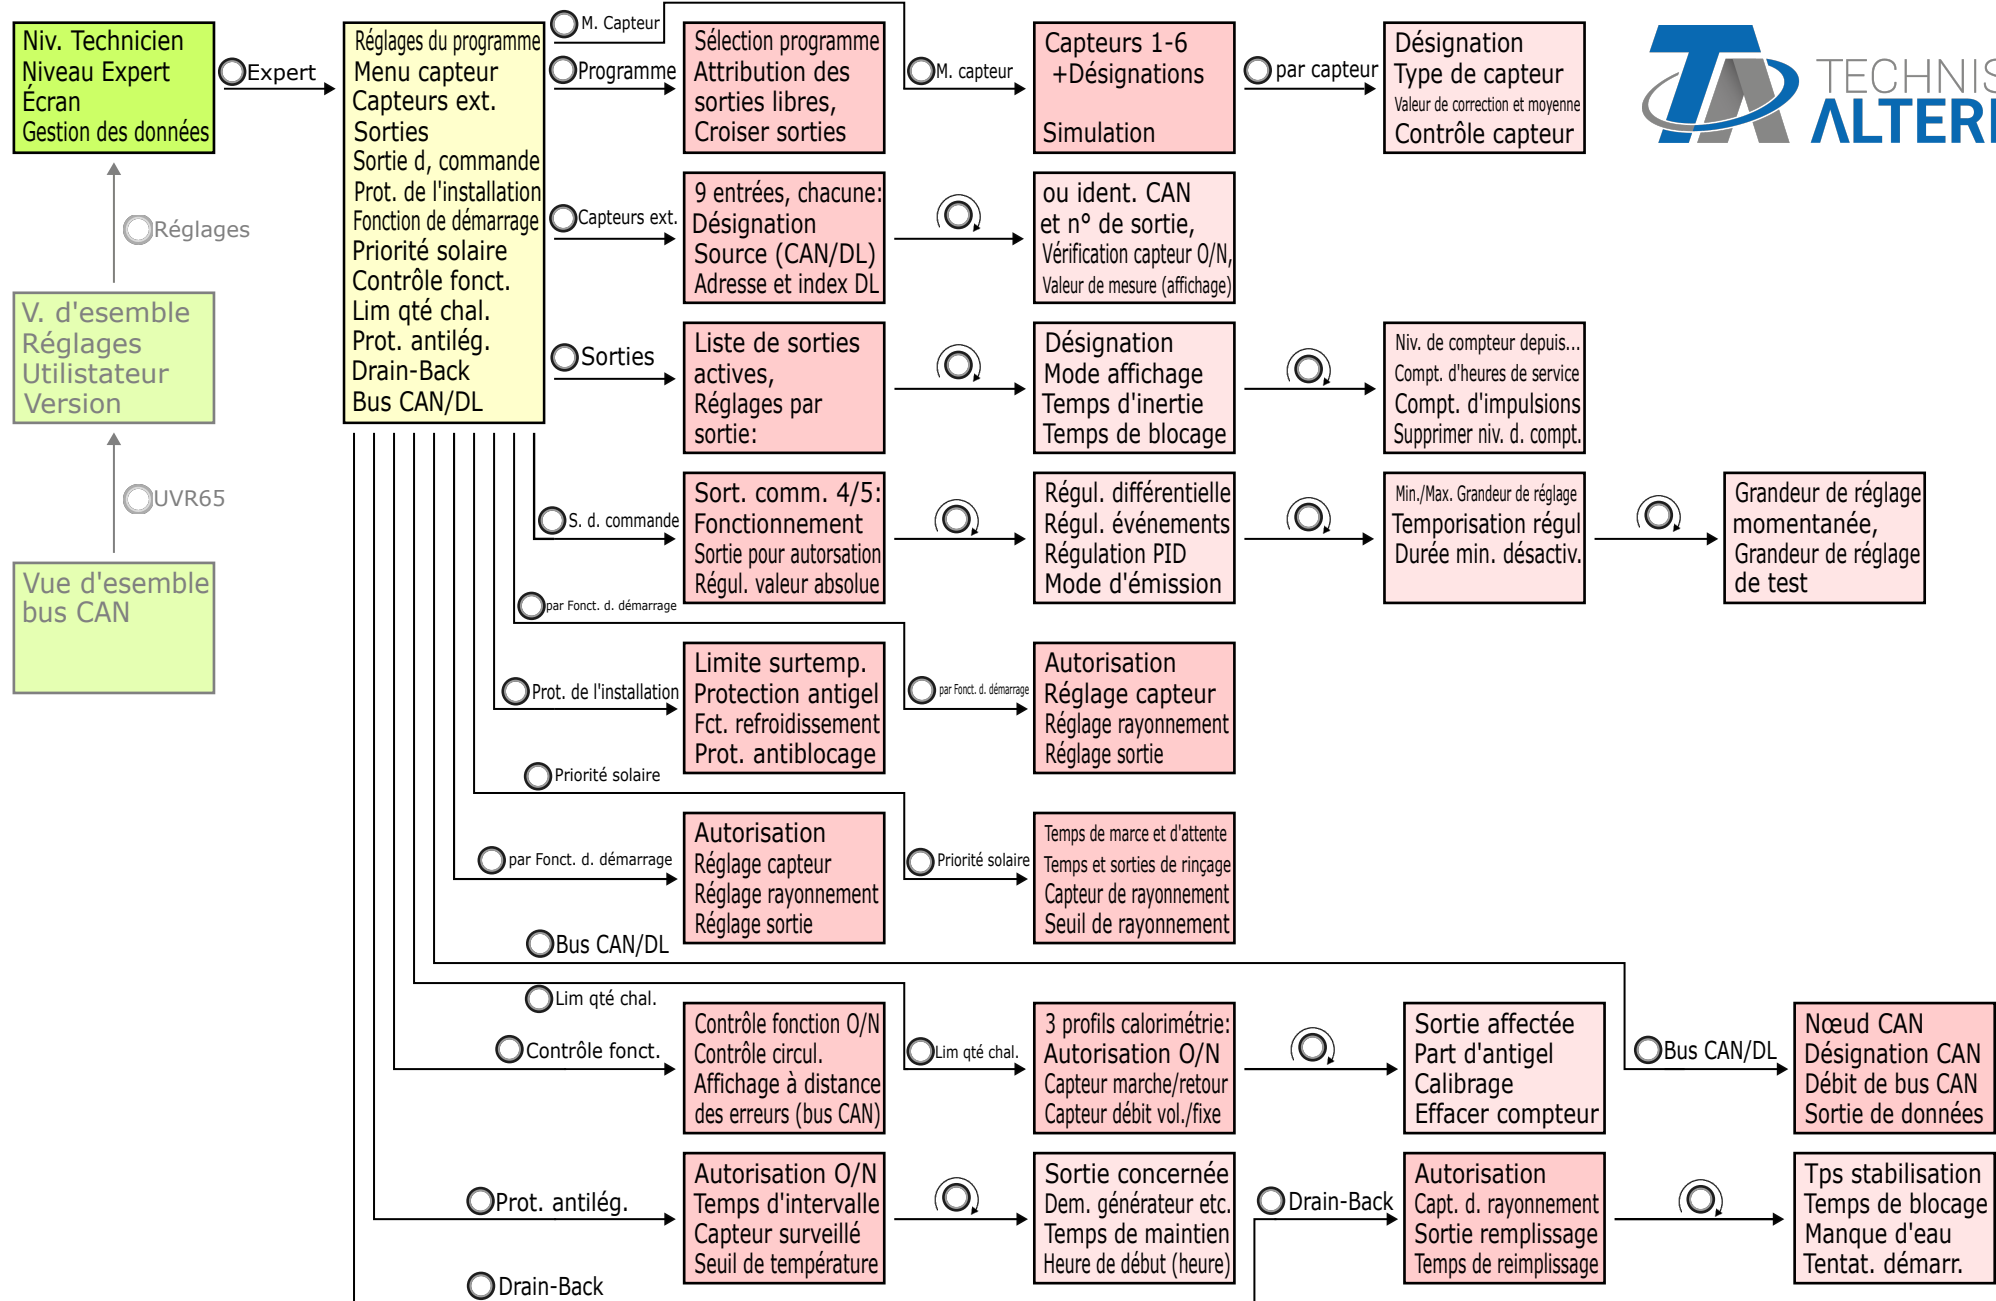 Niv. Technicien
Niveau Expert
Écran
Gestion des données
Expert
Réglages
V. d'esemble
Réglages
Utilistateur
Version
UVR65
Vue d'esemble
bus CAN
Réglages du programme
Menu capteur
Capteurs ext.
Sorties
Sortie d, commande
Prot. de l'installation
Fonction de démarrage
Priorité solaire
Contrôle fonct.
Lim qté chal.
Prot. antilég.
Drain-Back
Bus CAN/DL
M. Capteur
Programme
Sélection programme
Attribution des
sorties libres,
Croiser sorties
M. capteur
Capteurs 1-6
+Désignations
Simulation
par capteur
Désignation
Type de capteur
Valeur de correction et moyenne
Contrôle capteur
TECHNIS
ALTER
Capteurs ext.
9 entrées, chacune:
Désignation
Source (CAN/DL)
Adresse et index DL
ou ident. CAN
et n° de sortie,
Vérification capteur O/N,
Valeur de mesure (affichage)
Sorties
Liste de sorties
actives,
Réglages par
sortie:
Désignation
Mode affichage
Temps d'inertie
Temps de blocage
Niv. de compteur depuis...
Compt. d'heures de service
Compt. d'impulsions
Supprimer niv. d. compt.
S. d. commande
Sort. comm. 4/5:
Fonctionnement
Sortie pour autorsation
Régul. valeur absolue
Régul. différentielle
Régul. événements
Régulation PID
Mode d'émission
Min./Max. Grandeur de réglage
Temporisation régul
Durée min. désactiv.
Grandeur de réglage
momentanée,
Grandeur de réglage
de test
par Fonct. d. démarrage
Prot. de l'installation
Limite surtemp.
Protection antigel
Fct. refroidissement
Prot. antiblocage
par Fonct. d. démarrage
Autorisation
Réglage capteur
Réglage rayonnement
Réglage sortie
Priorité solaire
par Fonct. d. démarrage
Autorisation
Réglage capteur
Réglage rayonnement
Réglage sortie
Priorité solaire
Temps de marce et d'attente
Temps et sorties de rinçage
Capteur de rayonnement
Seuil de rayonnement
Bus CAN/DL
Lim qté chal.
Contrôle fonct.
Contrôle fonction O/N
Contrôle circul.
Affichage à distance
des erreurs (bus CAN)
Lim qté chal.
3 profils calorimétrie:
Autorisation O/N
Capteur marche/retour
Capteur débit vol./fixe
Sortie affectée
Part d'antigel
Calibrage
Effacer compteur
Bus CAN/DL
Nœud CAN
Désignation CAN
Débit de bus CAN
Sortie de données
Prot. antilég.
Autorisation O/N
Temps d'intervalle
Capteur surveillé
Seuil de température
Sortie concernée
Dem. générateur etc.
Temps de maintien
Heure de début (heure)
Drain-Back
Autorisation
Capt. d. rayonnement
Sortie remplissage
Temps de reimplissage
Tps stabilisation
Temps de blocage
Manque d'eau
Tentat. démarr.
Drain-Back